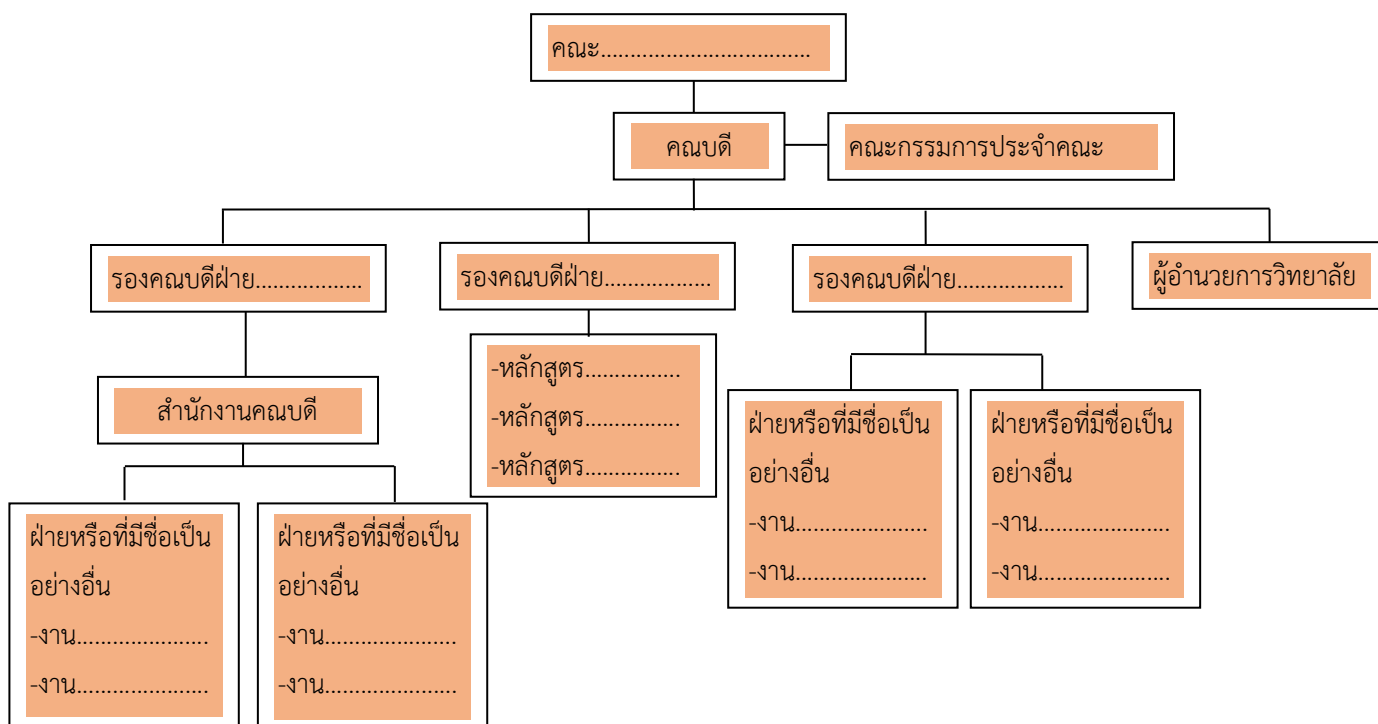 คณะ....................................
คณบดี
คณะกรรมการประจำคณะ
รองคณบดีฝ่าย..................
รองคณบดีฝ่าย..................
รองคณบดีฝ่าย..................
ผู้อำนวยการวิทยาลัย
สำนักงานคณบดี
-หลักสูตร................
-หลักสูตร................
-หลักสูตร................
ฝ่ายหรือที่มีชื่อเป็น
อย่างอื่น
-งาน......................
-งาน......................
ฝ่ายหรือที่มีชื่อเป็น
อย่างอื่น
-งาน......................
-งาน......................
ฝ่ายหรือที่มีชื่อเป็น
อย่างอื่น
-งาน......................
-งาน......................
ฝ่ายหรือที่มีชื่อเป็น
อย่างอื่น
-งาน......................
-งาน......................